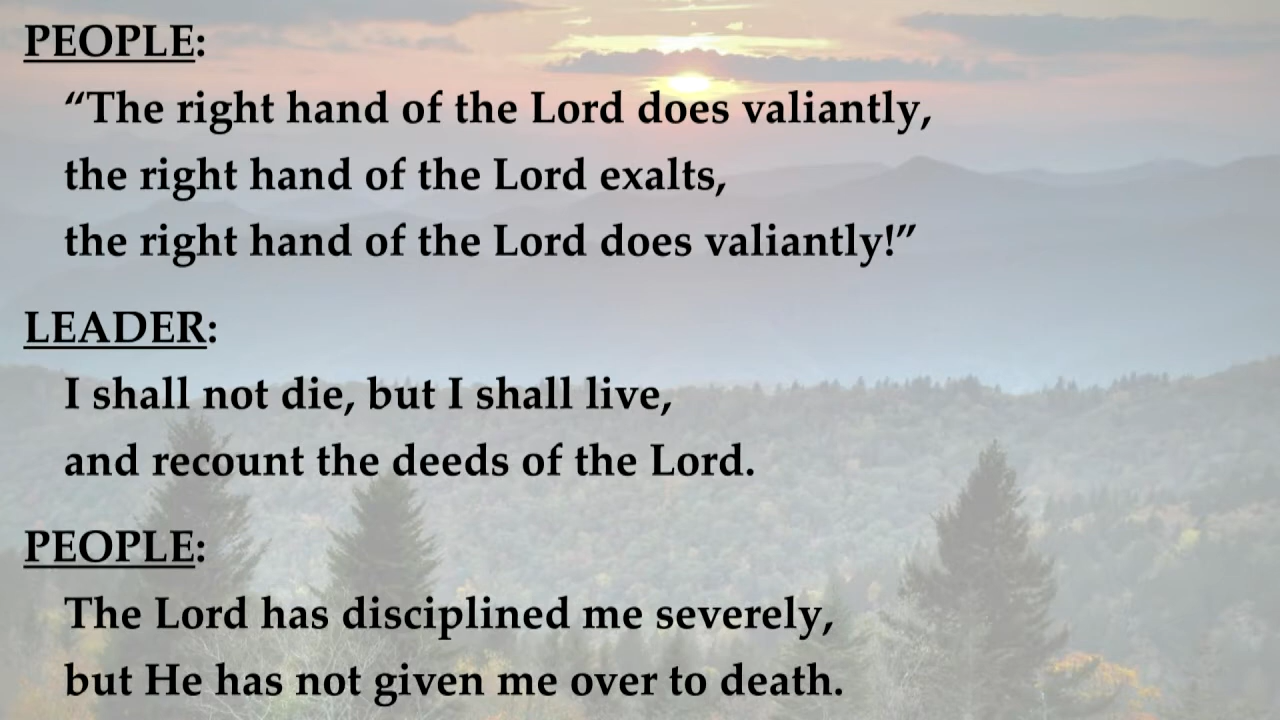 PEOPLE:
“The right hand of the Lord does valiantly,
the right hand of the Lord exalts,
the right hand of the Lord does valiantly!”
LEADER:
I shall not die, but I shall live,
and recount the deeds of the Lord.
PEOPLE:
The Lord has disciplined me severely,
but He has not given me over to death.